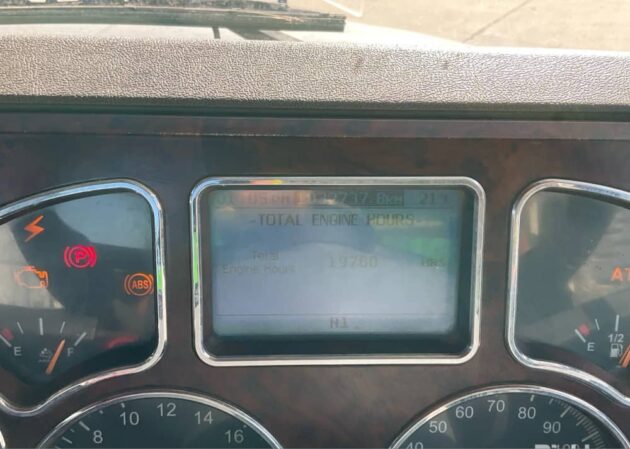 -TOTAL ENGINE HOURS-
Total
Engine Hours 19760 HRS
N1
P
ABS
E F
1/2
E
8 10 12 14 16
40 50 60 70 80 90